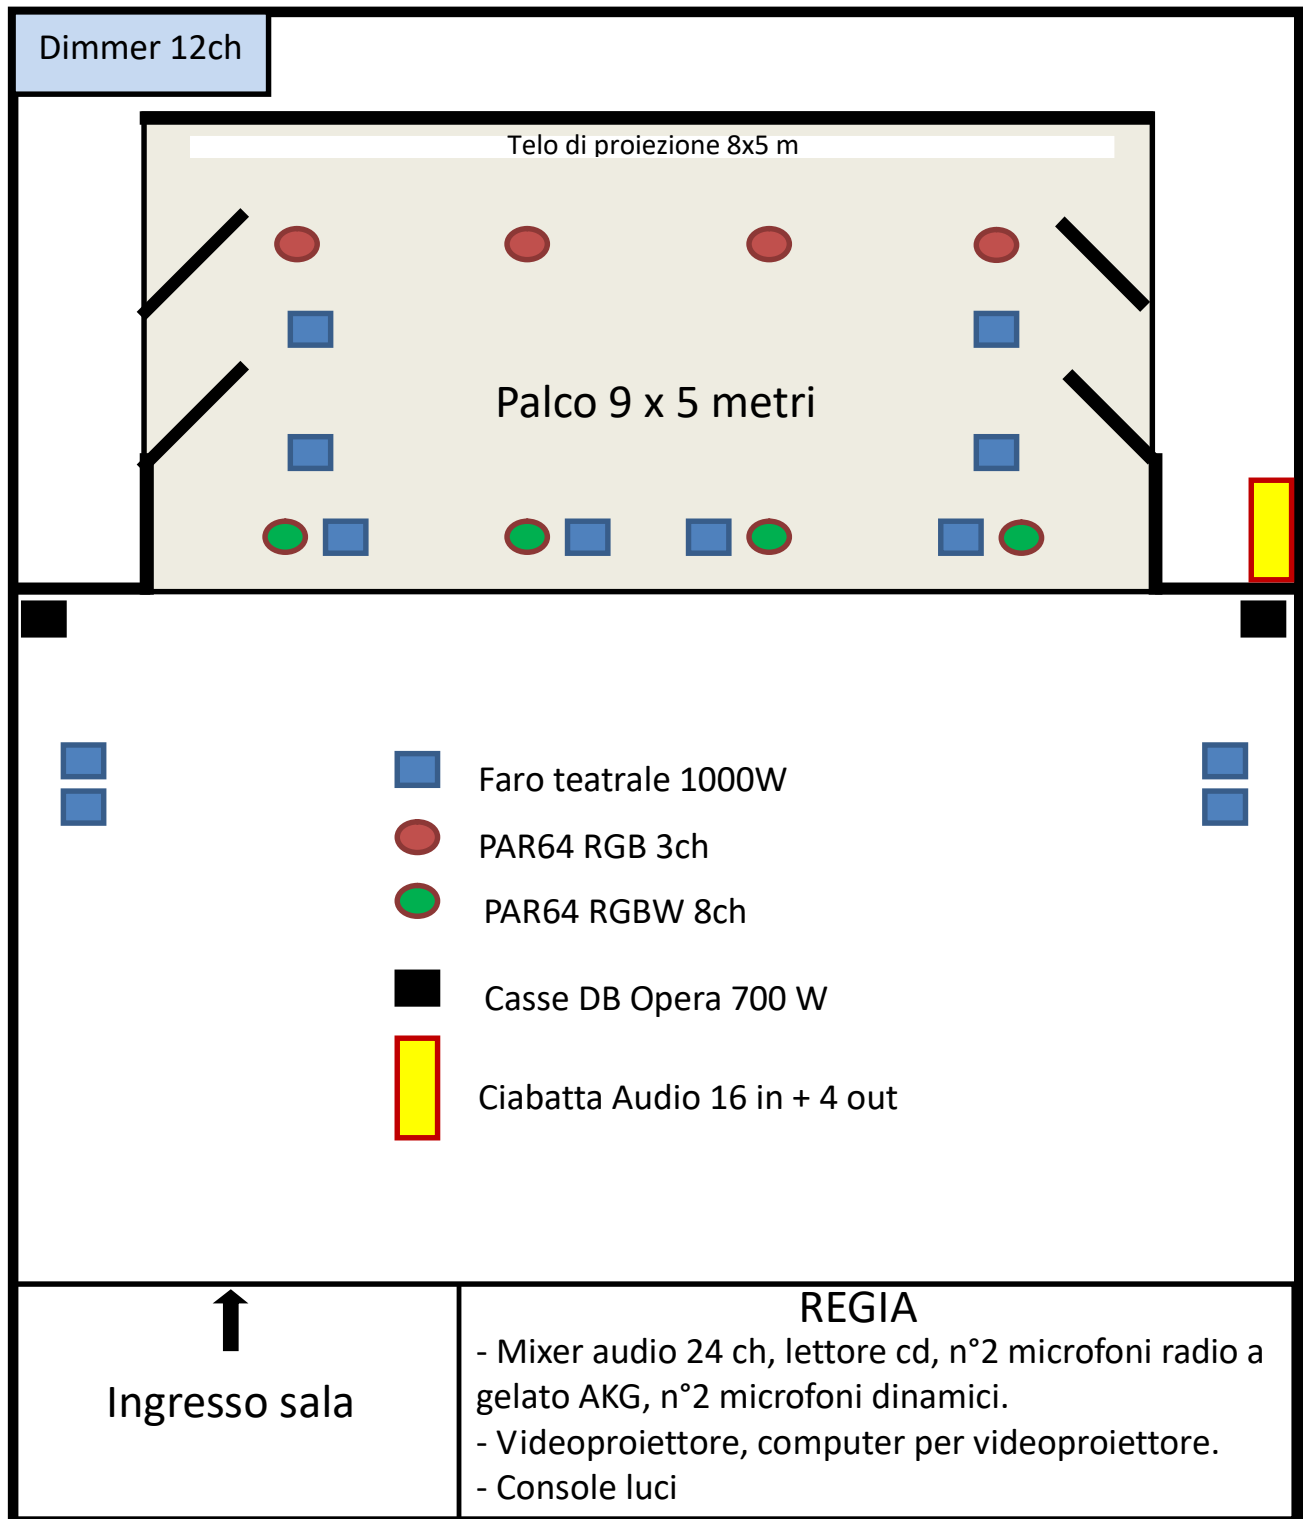 Dimmer 12ch
Telo di proiezione 8x5 m
Palco 9 x 5 metri
Faro teatrale 1000W
PAR64 RGB 3ch
PAR64 RGBW 8ch
Casse DB Opera 700 W
Ciabatta Audio 16 in + 4 out
Ingresso sala
REGIA
- Mixer audio 24 ch, lettore cd, n°2 microfoni radio a
gelato AKG, n°2 microfoni dinamici.
- Videoproiettore, computer per videoproiettore.
- Console luci